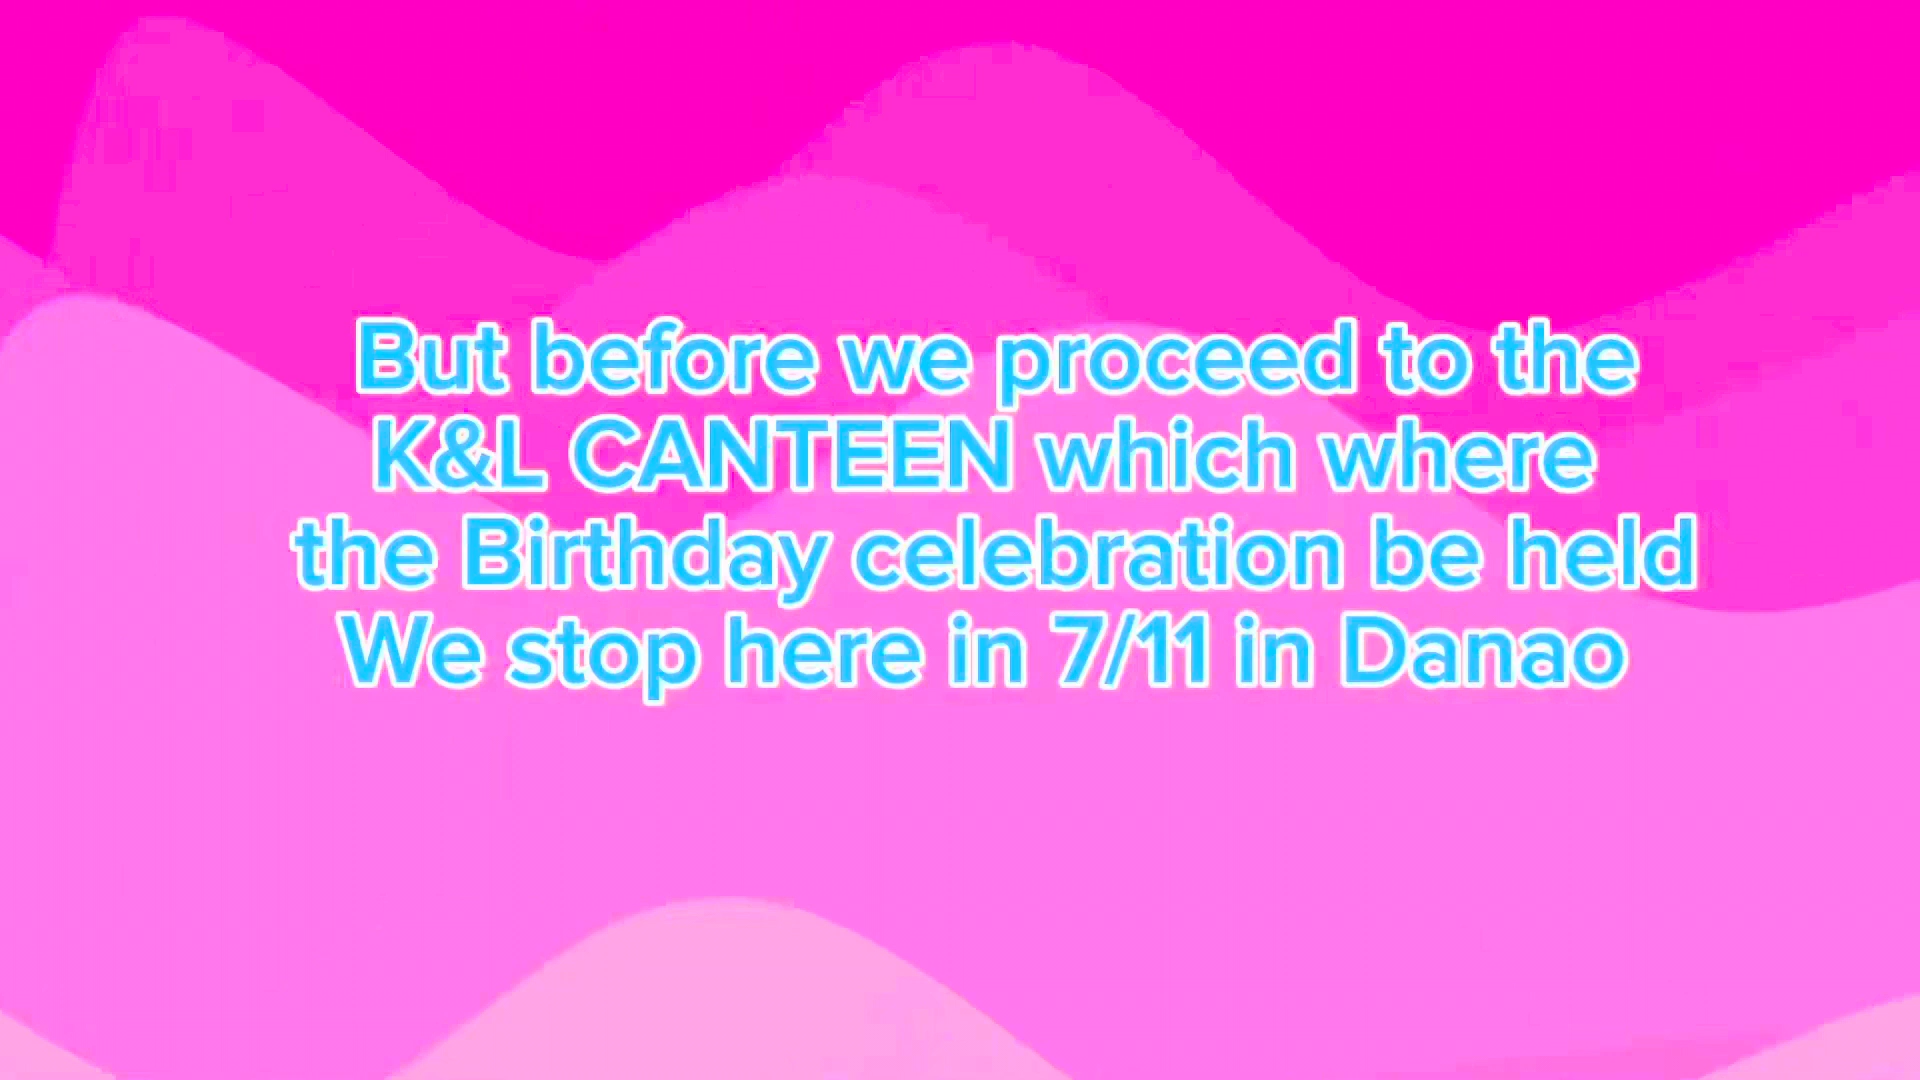 But before we proceed to the
K&L CANTEEN which where
the Birthday celebration be held
We stop here in 7/11 in Danao